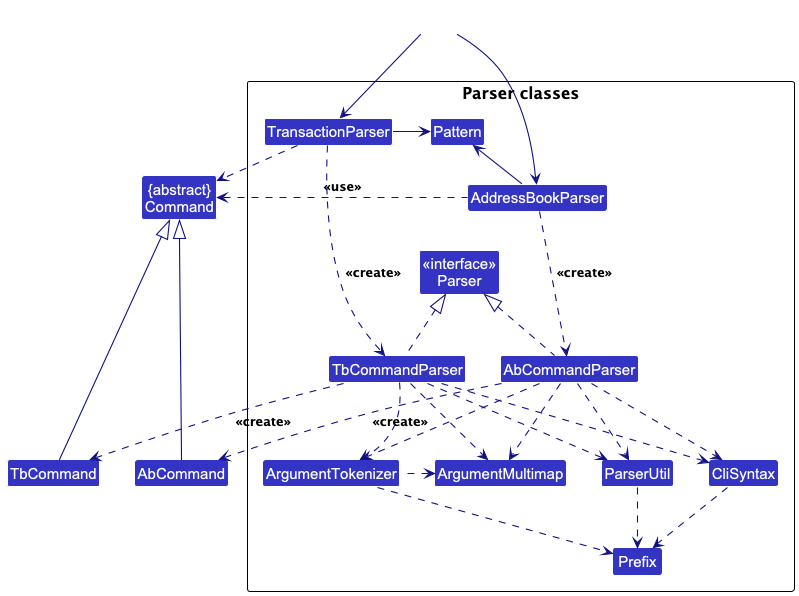 Parser classes
TransactionParser
Pattern
{abstract}
Command
«use»
AddressBookParser
«interface»
Parser
«create»
«create»
TbCommandParser
AbCommandParser
«create»
«create»
TbCommand
AbCommand
ArgumentTokenizer
ArgumentMultimap
ParserUtil
CliSyntax
Prefix